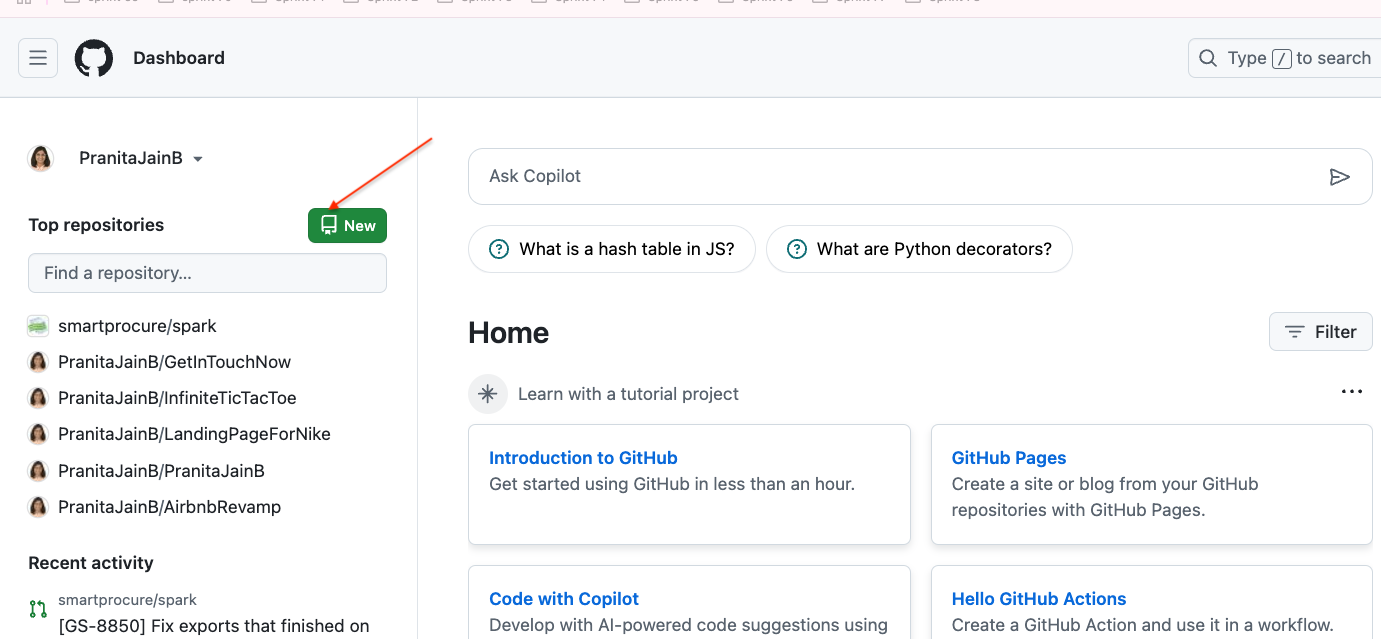 Dashboard
Type / to search
PranitaJainB
Top repositories
New
Find a repository...
smartprocure/spark
PranitaJainB/GetInTouchNow
PranitaJainB/InfiniteTicTacToe
PranitaJainB/LandingPageForNike
PranitaJainB/PranitaJainB
PranitaJainB/AirbnbRevamp
Recent activity
smartprocure/spark
[GS-8850] Fix exports that finished on
Ask Copilot
What is a hash table in JS?
What are Python decorators?
Home
Filter
Learn with a tutorial project
Introduction to GitHub
Get started using GitHub in less than an hour.
GitHub Pages
Create a site or blog from your GitHub
repositories with GitHub Pages.
Code with Copilot
Develop with AI-powered code suggestions using
Hello GitHub Actions
Create a GitHub Action and use it in a workflow.